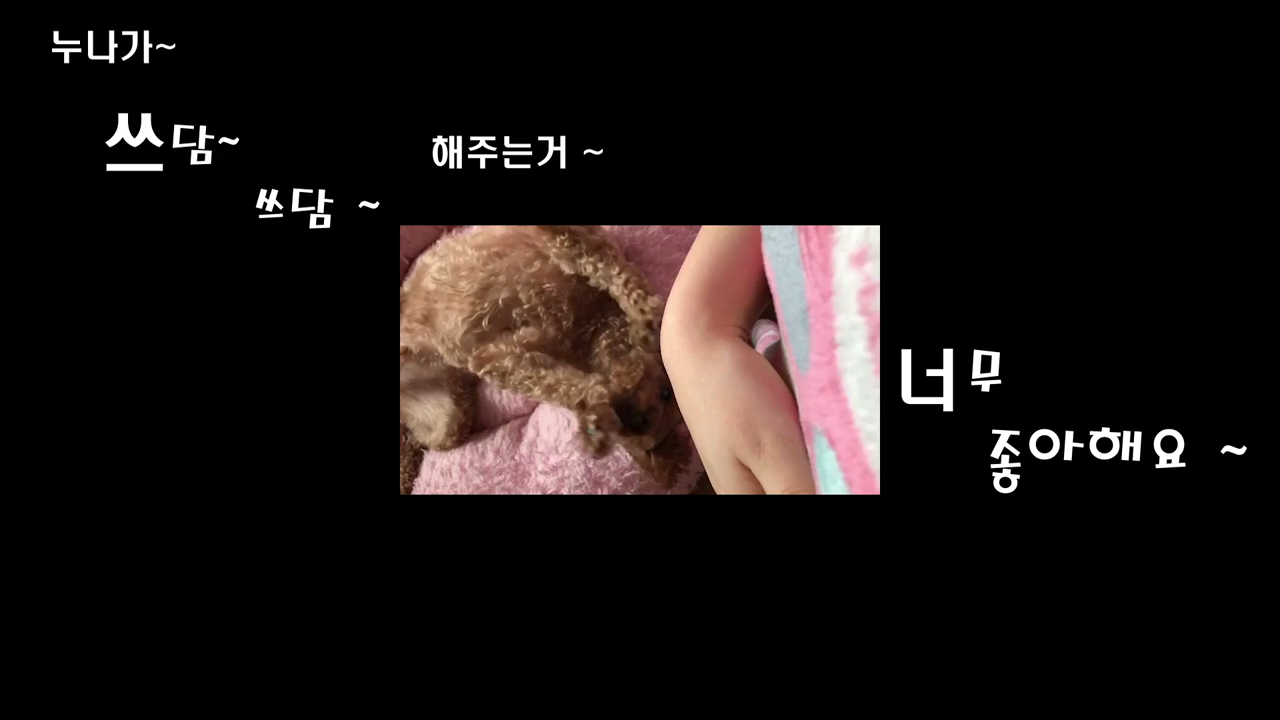 누나가~
쓰담~
쓰담 ~
해주는거 ~
너무
좋아해요 ~